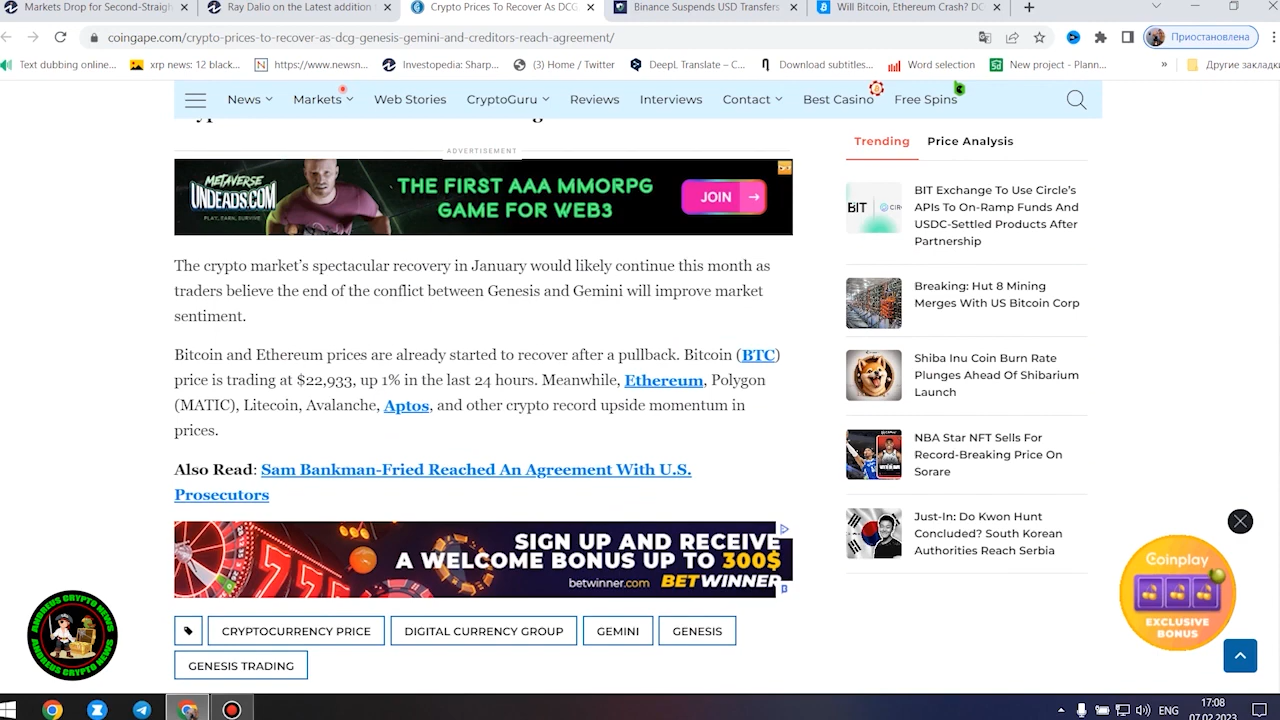 Markets Drop for Second-Straigh
Ray Dalio on the Latest addition
Crypto Prices To Recover As DCG
Binance Suspends USD Transfers
Will Bitcoin, Ethereum Crash? DC
coingape.com/crypto-prices-to-recover-as-dcg-genesis-gemini-and-creditors-reach-agreement/
Приостановлена
Text dubbing online...
xrp news: 12 black...
https://www.newsn...
Investopedia: Sharp...
(3) Home / Twitter
DeepL Translate – C...
Download subtitles...
Word selection
New project - Plann...
»
Другие закладки
News
Markets
Web Stories
CryptoGuru
Reviews
Interviews
Contact
Best Casino
Free Spins
ADVERTISEMENT
METAVERSE
UNDEADS.COM
PLAY, EARN, SURVIVE
THE FIRST AAA MMORPG
GAME FOR WEB3
JOIN
The crypto market's spectacular recovery in January would likely continue this month as
traders believe the end of the conflict between Genesis and Gemini will improve market
sentiment.
Bitcoin and Ethereum prices are already started to recover after a pullback. Bitcoin (BTC)
price is trading at $22,933, up 1% in the last 24 hours. Meanwhile, Ethereum, Polygon
(MATIC), Litecoin, Avalanche, Aptos, and other crypto record upside momentum in
prices.
Also Read: Sam Bankman-Fried Reached An Agreement With U.S.
Prosecutors
SIGN UP AND RECEIVE
A WELCOME BONUS UP TO 300$
betwinner.com BETWINNER
CRYPTOCURRENCY PRICE
DIGITAL CURRENCY GROUP
GEMINI
GENESIS
GENESIS TRADING
Trending
Price Analysis
BIT
CIR
BIT Exchange To Use Circle's
APIs To On-Ramp Funds And
USDC-Settled Products After
Partnership
Breaking: Hut 8 Mining
Merges With US Bitcoin Corp
Shiba Inu Coin Burn Rate
Plunges Ahead Of Shibarium
Launch
NBA Star NFT Sells For
Record-Breaking Price On
Sorare
Just-In: Do Kwon Hunt
Concluded? South Korean
Authorities Reach Serbia
Coinplay
EXCLUSIVE
BONUS
ANDREUS CRYPTO NEWS
ANDREUS CRYPTO NEWS
ENG
17:08
07.02.2023